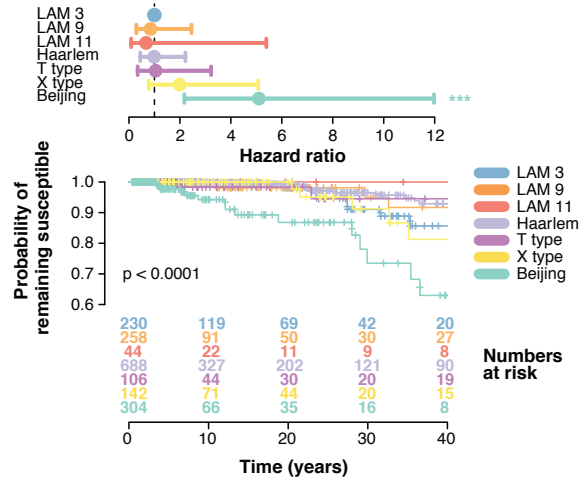 LAM 3
LAM 9
LAM 11
Haarlem
T type
X type
Beijing
***
0 2 4 6 8 10 12
Hazard ratio
Probability of
remaining susceptible
1.0
0.9
0.8
0.7
0.6
p < 0.0001
LAM 3
LAM 9
LAM 11
Haarlem
T type
X type
Beijing
230 119 69 42 20
258 91 50 30 27
44 22 11 9 8
688 327 202 121 90
106 44 30 20 19
142 71 44 20 15
304 66 35 16 8
Numbers
at risk
0 10 20 30 40
Time (years)